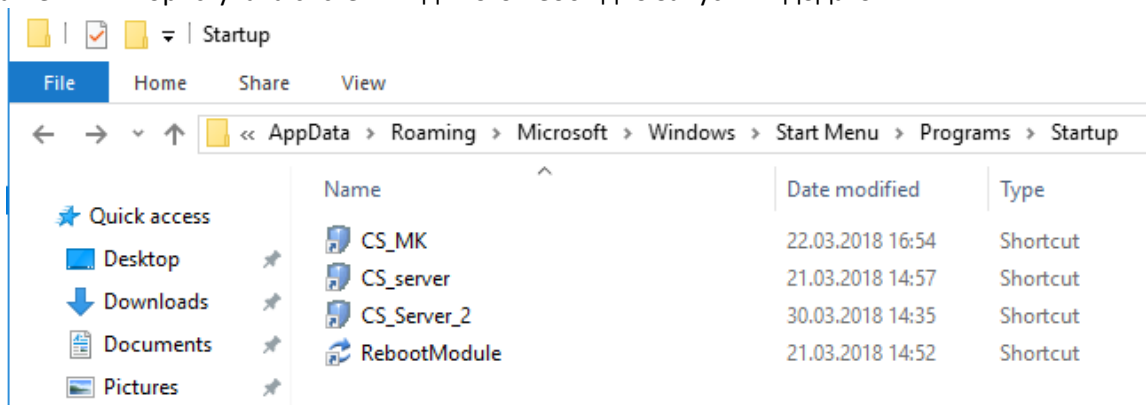 Startup
File Home Share View
« AppData > Roaming > Microsoft > Windows > Start Menu > Programs > Startup
Name Date modified Type
Quick access
CS_MK 22.03.2018 16:54 Shortcut
Desktop
CS_server 21.03.2018 14:57 Shortcut
Downloads
CS_Server_2 30.03.2018 14:35 Shortcut
Documents
RebootModule 21.03.2018 14:52 Shortcut
Pictures